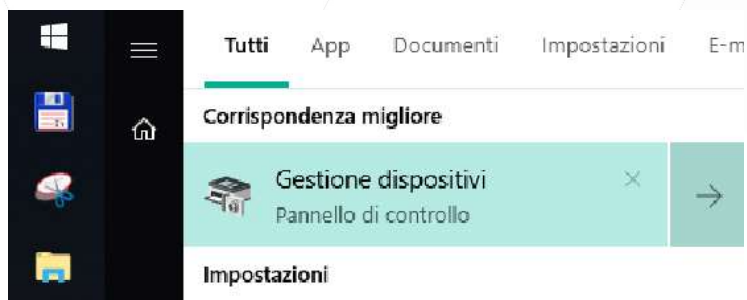 Tutti App Documenti Impostazioni E-m
Corrispondenza migliore
Gestione dispositivi
Pannello di controllo
Impostazioni